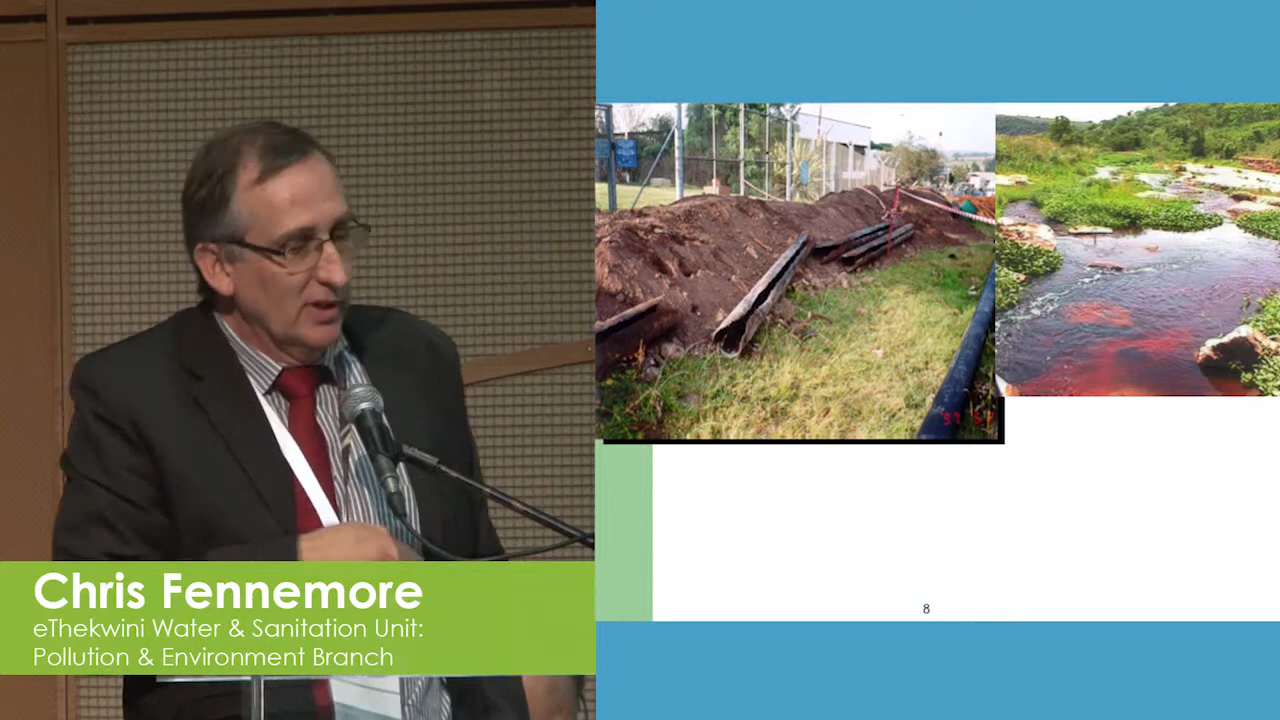 Chris Fennemore
eThekwini Water & Sanitation Unit:
Pollution & Environment Branch
8